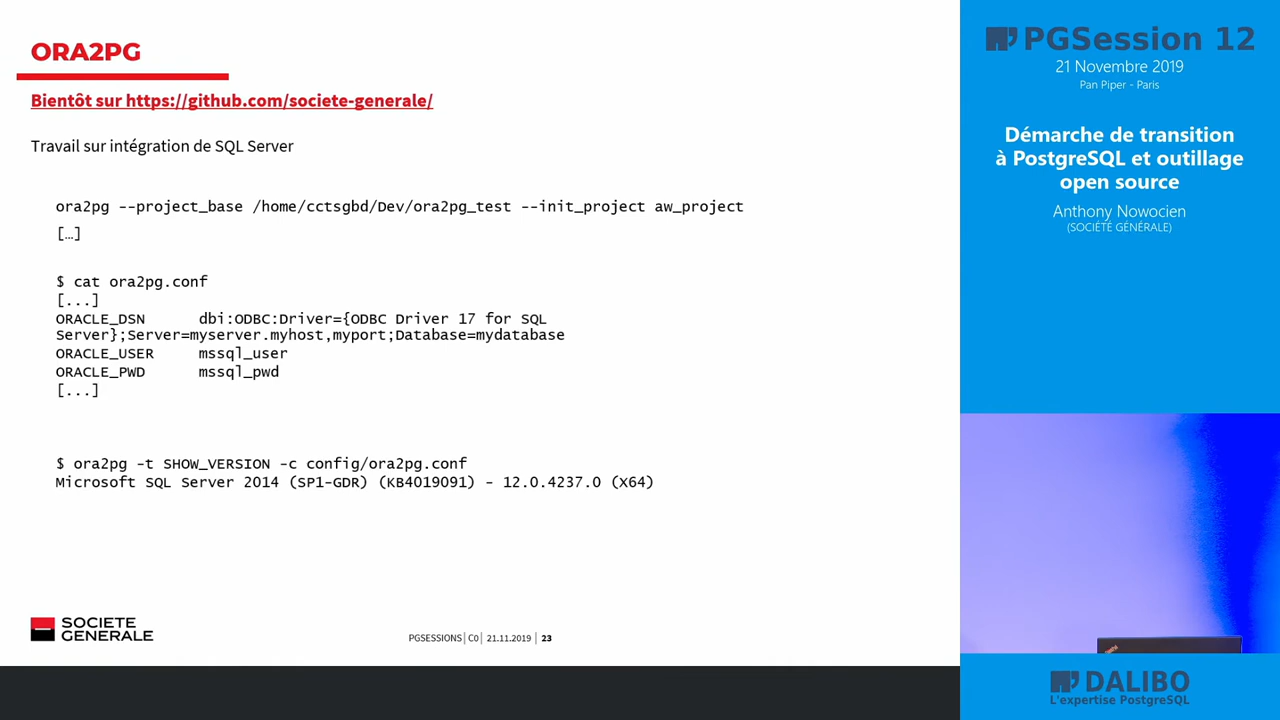 ORA2PG
Bientôt sur https://github.com/societe-generale/
Travail sur intégration de SQL Server
ora2pg --project_base /home/cctsgbd/Dev/ora2pg_test --init_project aw_project
[…]
$ cat ora2pg.conf
[...]
ORACLE_DSN dbi:ODBC:Driver={ODBC Driver 17 for SQL
Server};Server=myserver.myhost,myport;Database=mydatabase
ORACLE_USER mssql_user
ORACLE_PWD mssql_pwd
[...]
$ ora2pg -t SHOW_VERSION -c config/ora2pg.conf
Microsoft SQL Server 2014 (SP1-GDR) (KB4019091) - 12.0.4237.0 (X64)
SOCIETE
GENERALE
PGSESSIONS | C0 | 21.11.2019 | 23
PGSession 12
21 Novembre 2019
Pan Piper - Paris
Démarche de transition
à PostgreSQL et outillage
open source
Anthony Nowocien
(SOCIÉTÉ GÉNÉRALE)
DALIBO
L'expertise PostgreSQL